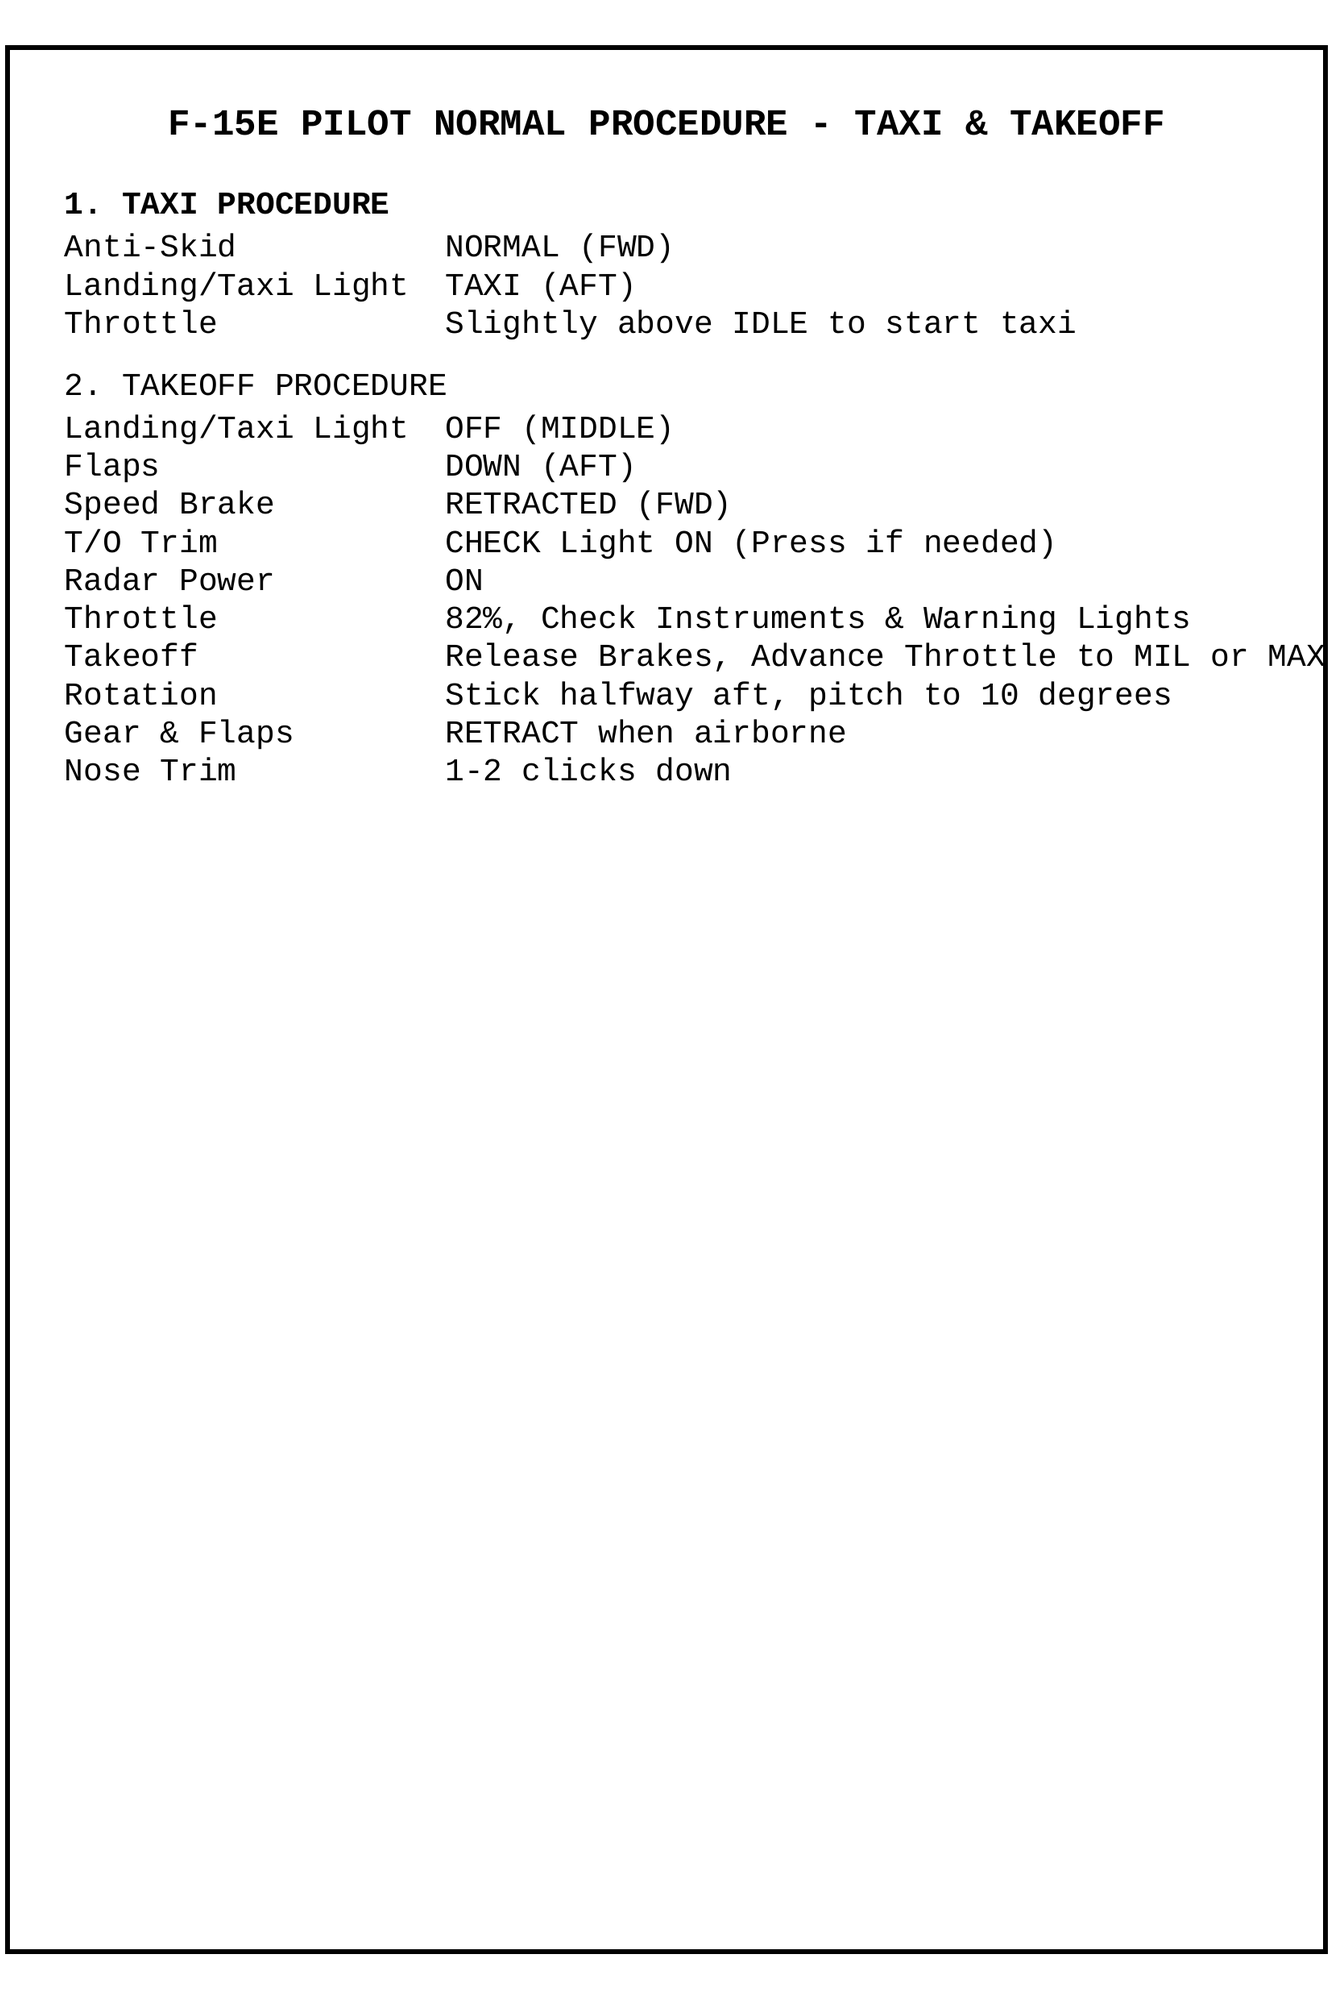 F-15E PILOT NORMAL PROCEDURE - TAXI & TAKEOFF
1. TAXI PROCEDURE
Anti-Skid NORMAL (FWD)
Landing/Taxi Light TAXI (AFT)
Throttle Slightly above IDLE to start taxi
2. TAKEOFF PROCEDURE
Landing/Taxi Light OFF (MIDDLE)
Flaps DOWN (AFT)
Speed Brake RETRACTED (FWD)
T/O Trim CHECK Light ON (Press if needed)
Radar Power ON
Throttle 82%, Check Instruments & Warning Lights
Takeoff Release Brakes, Advance Throttle to MIL or MAX
Rotation Stick halfway aft, pitch to 10 degrees
Gear & Flaps RETRACT when airborne
Nose Trim 1-2 clicks down